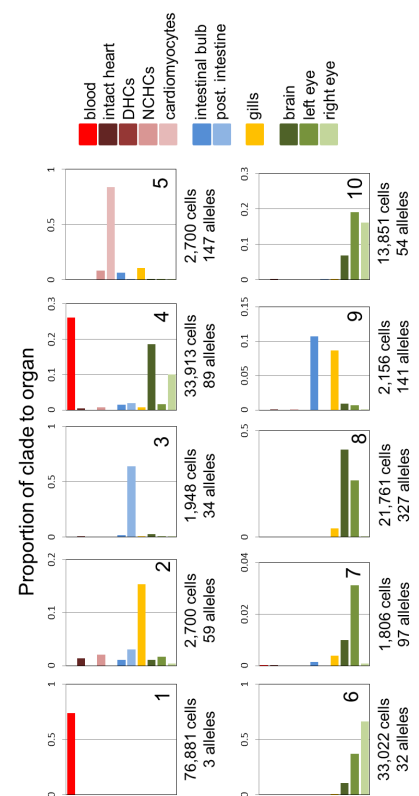 Proportion of clade to organ
0
0.5
1
1
76,881 cells
3 alleles
0
0.1
0.2
2
2,700 cells
59 alleles
0
0.5
1
3
1,948 cells
34 alleles
0
0.1
0.2
0.3
4
33,913 cells
89 alleles
0
0.5
1
5
2,700 cells
147 alleles
0
0.5
1
6
33,022 cells
32 alleles
0
0.02
0.04
7
1,806 cells
97 alleles
0
0.5
8
21,761 cells
327 alleles
0
0.05
0.1
0.15
9
2,156 cells
141 alleles
0
0.1
0.2
0.3
10
13,851 cells
54 alleles
blood
intact heart
DHCs
NCHCs
cardiomyocytes
intestinal bulb
post. intestine
gills
brain
left eye
right eye